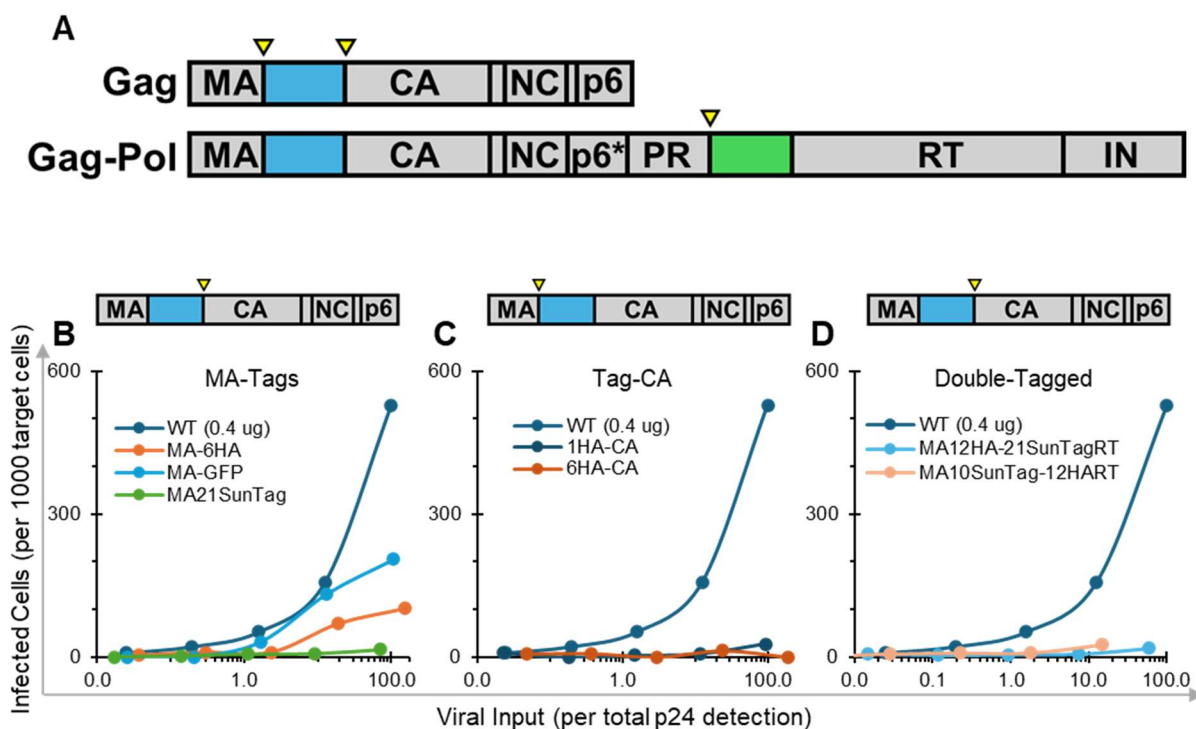 A
Gag MA CA NC p6
Gag-Pol MA CA NC p6* PR RT IN
MA CA NC p6
MA CA NC p6
MA CA NC p6
B
MA-Tags
600
300
0
WT (0.4 ug)
MA-6HA
MA-GFP
MA21SunTag
0.0 1.0 100.0
C
Tag-CA
600
300
0
WT (0.4 ug)
1HA-CA
6HA-CA
0.0 1.0 100.0
D
Double-Tagged
600
300
0
WT (0.4 ug)
MA12HA-21SunTagRT
MA10SunTag-12HART
0.0 0.1 1.0 10.0 100.0
Infected Cells (per 1000 target cells)
Viral Input (per total p24 detection)